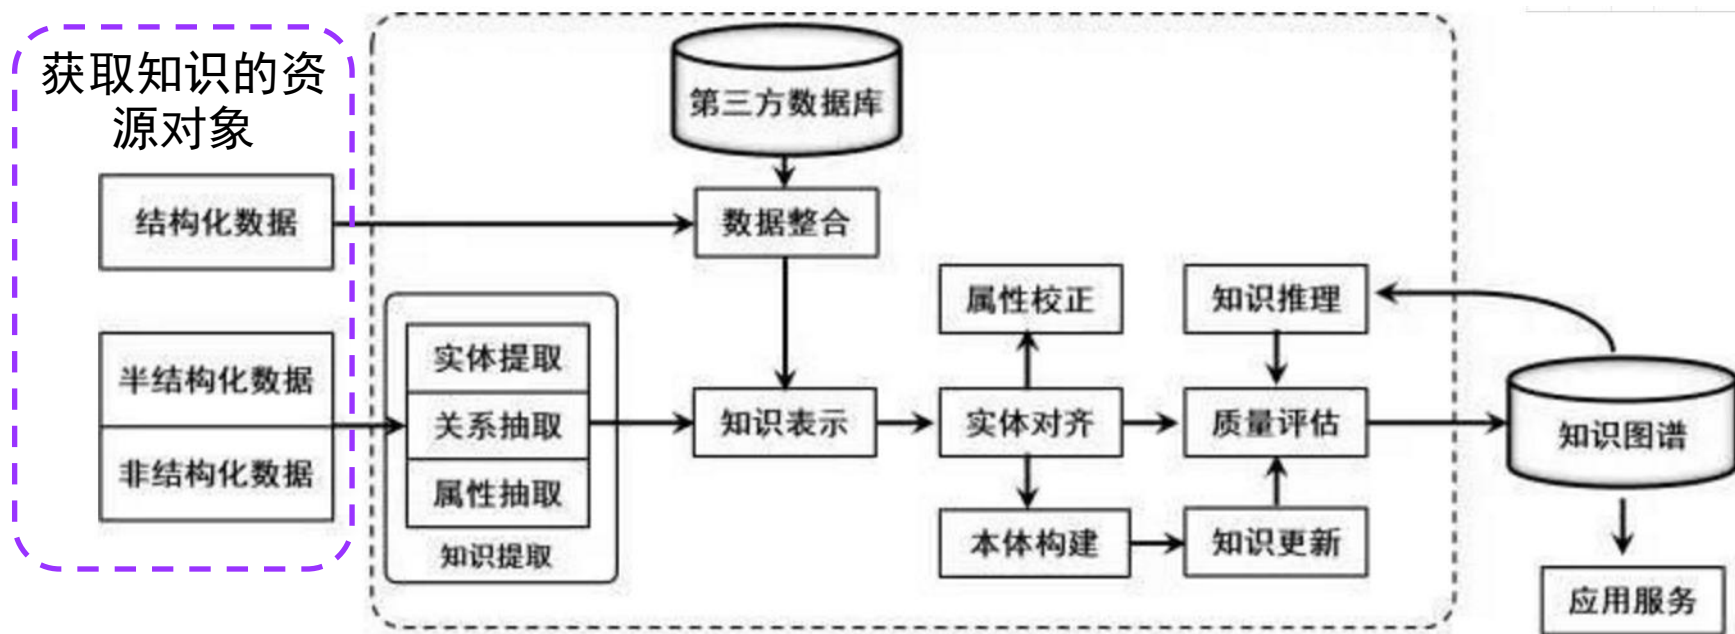 获取知识的资
源对象
第三方数据库
结构化数据
数据整合
属性校正
知识推理
半结构化数据
非结构化数据
实体提取
关系抽取
属性抽取
知识提取
知识表示
实体对齐
质量评估
知识图谱
本体构建
知识更新
应用服务